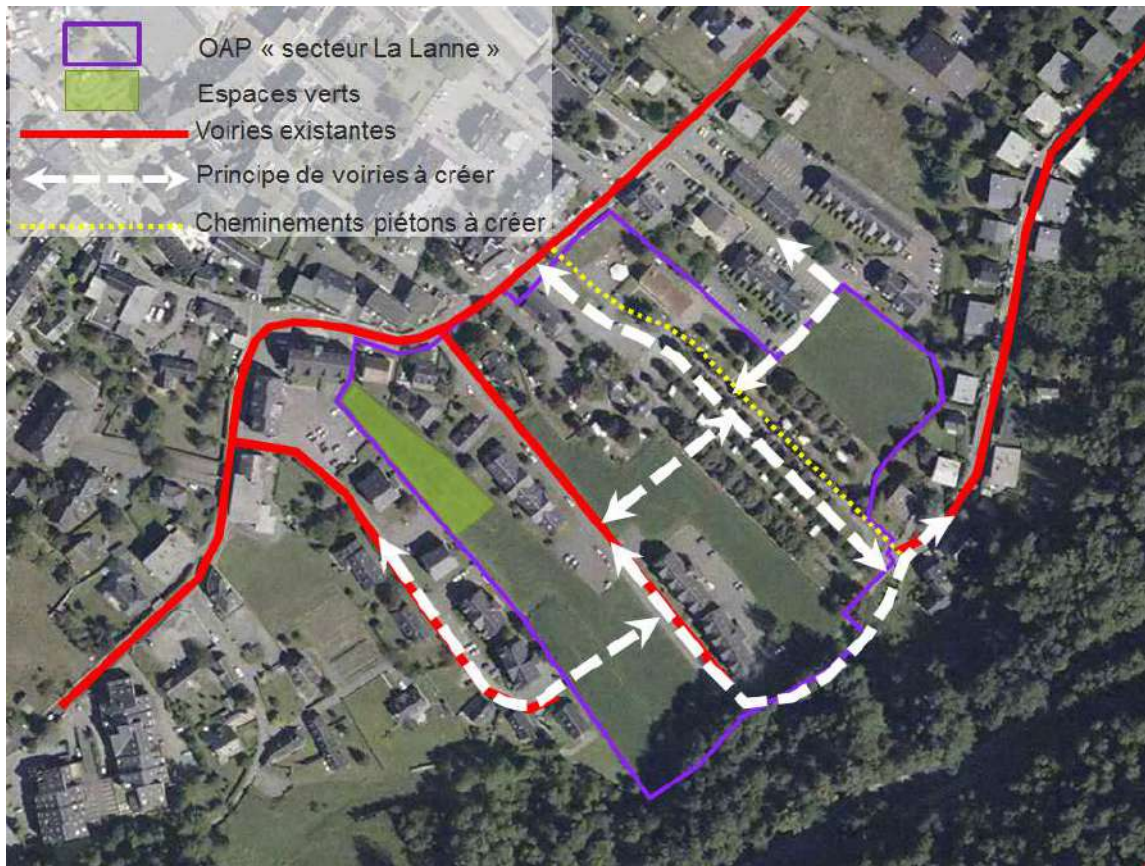 OAP « secteur La Lanne »
Espaces verts
Voiries existantes
Principe de voiries à créer
Cheminements piétons à créer